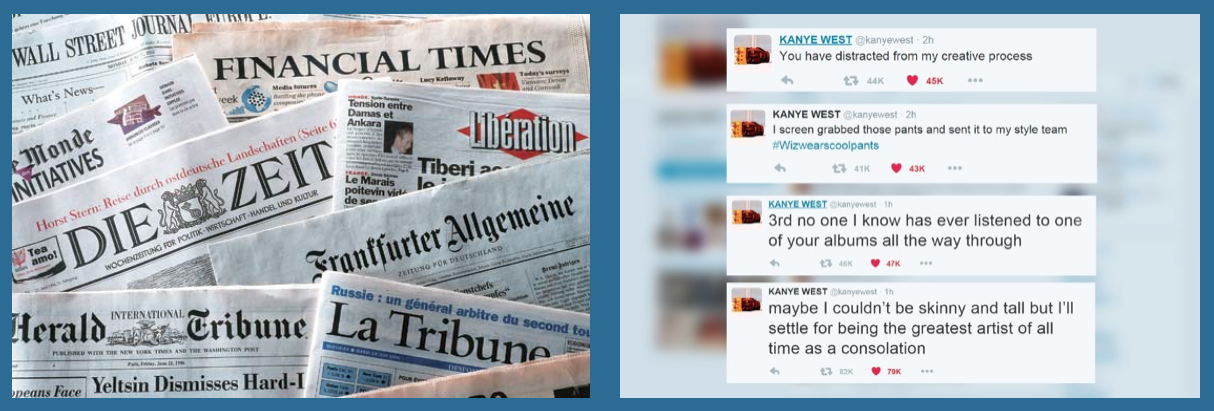 WALL STREET JOURNAL
EUROPE.
What's News—
FINANCIAL TIMES
week
Media futures
Lucy Kellaway
Today's surveys
le Monde
INITIATIVES
Horst Stern: Reise durch ostdeutsche Landschaften (Seite
DIE ZEIT
WOCHENZEITUNG FÜR POLITIK · WIRTSCHAFT · HANDEL UND KULTUR
Tea
amo!
Tension entre
Damas et
Ankara
Libération
Tiberi
Le Marais
poitevin
Frankfurter Allgemeine
ZEITUNG FÜR DEUTSCHLAND
Herald INTERNATIONAL Tribune
PUBLISHED WITH THE NEW YORK TIMES AND THE WASHINGTON POST
Yeltsin Dismisses Hard-
opeans Face
Russie : un général arbitre du second tou
La Tribune
KANYE WEST @kanyewest · 2h
You have distracted from my creative process
44K 45K
KANYE WEST @kanyewest · 2h
I screen grabbed those pants and sent it to my style team
#Wizwearscoolpants
41K 43K
KANYE WEST @kanyewest · 1h
3rd no one I know has ever listened to one
of your albums all the way through
46K 47K
KANYE WEST @kanyewest · 1h
maybe I couldn't be skinny and tall but I'll
settle for being the greatest artist of all
time as a consolation
82K 79K